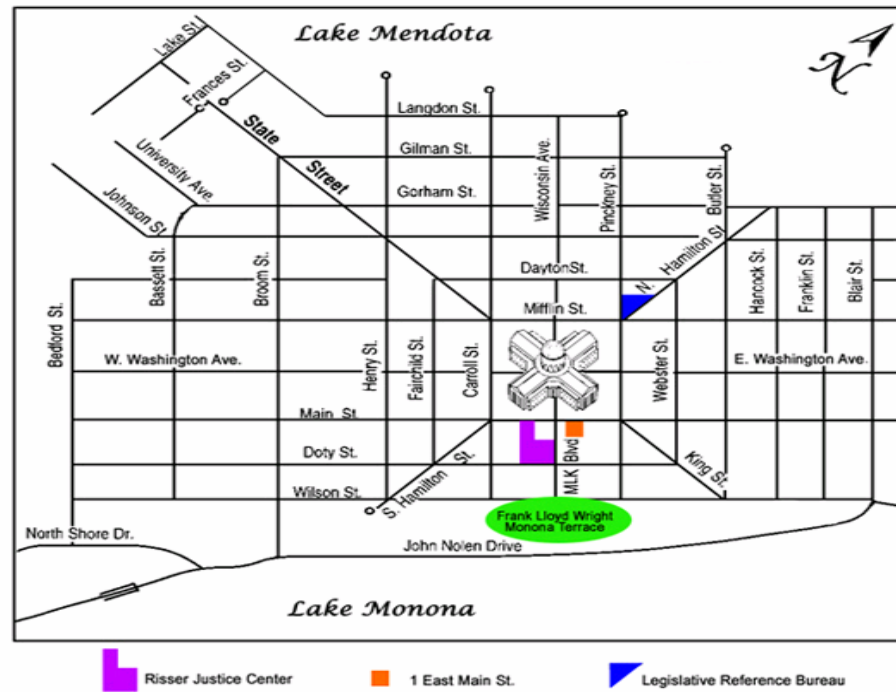 Lake Mendota
N
Lake St.
Frances St.
State
Street
Langdon St.
Gilman St.
University Ave.
Gorham St.
Wisconsin Ave.
Pinckney St.
Butler St.
Johnson St.
N. Hamilton St.
Bassett St.
Broom St.
DaytonSt.
Hancock St.
Franklin St.
Blair St.
Mifflin St.
Bedford St.
W. Washington Ave.
Henry St.
Fairchild St.
Carroll St.
Webster St.
E. Washington Ave.
Main St.
Doty St.
S. Hamilton St.
MLK Blvd
King St.
Wilson St.
Frank Lloyd Wright
Monona Terrace
North Shore Dr.
John Nolen Drive
Lake Monona
Risser Justice Center
1 East Main St.
Legislative Reference Bureau